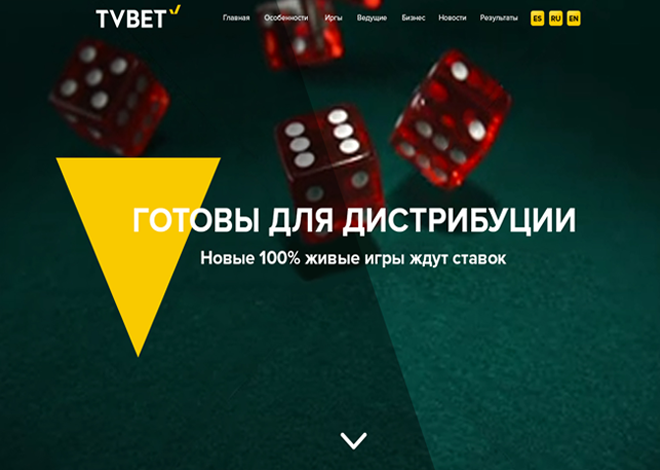 TVBET
Главная Особенности Игры Ведущие Бизнес Новости Результаты ES RU EN
ГОТОВЫ ДЛЯ ДИСТРИБУЦИИ
Новые 100% живые игры ждут ставок